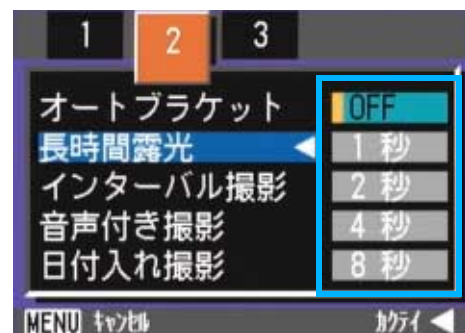 1 2 3
オートブラケット OFF
長時間露光 1 秒
インターバル撮影 2 秒
音声付き撮影 4 秒
日付入れ撮影 8 秒
MENU キャンセル カクテイ